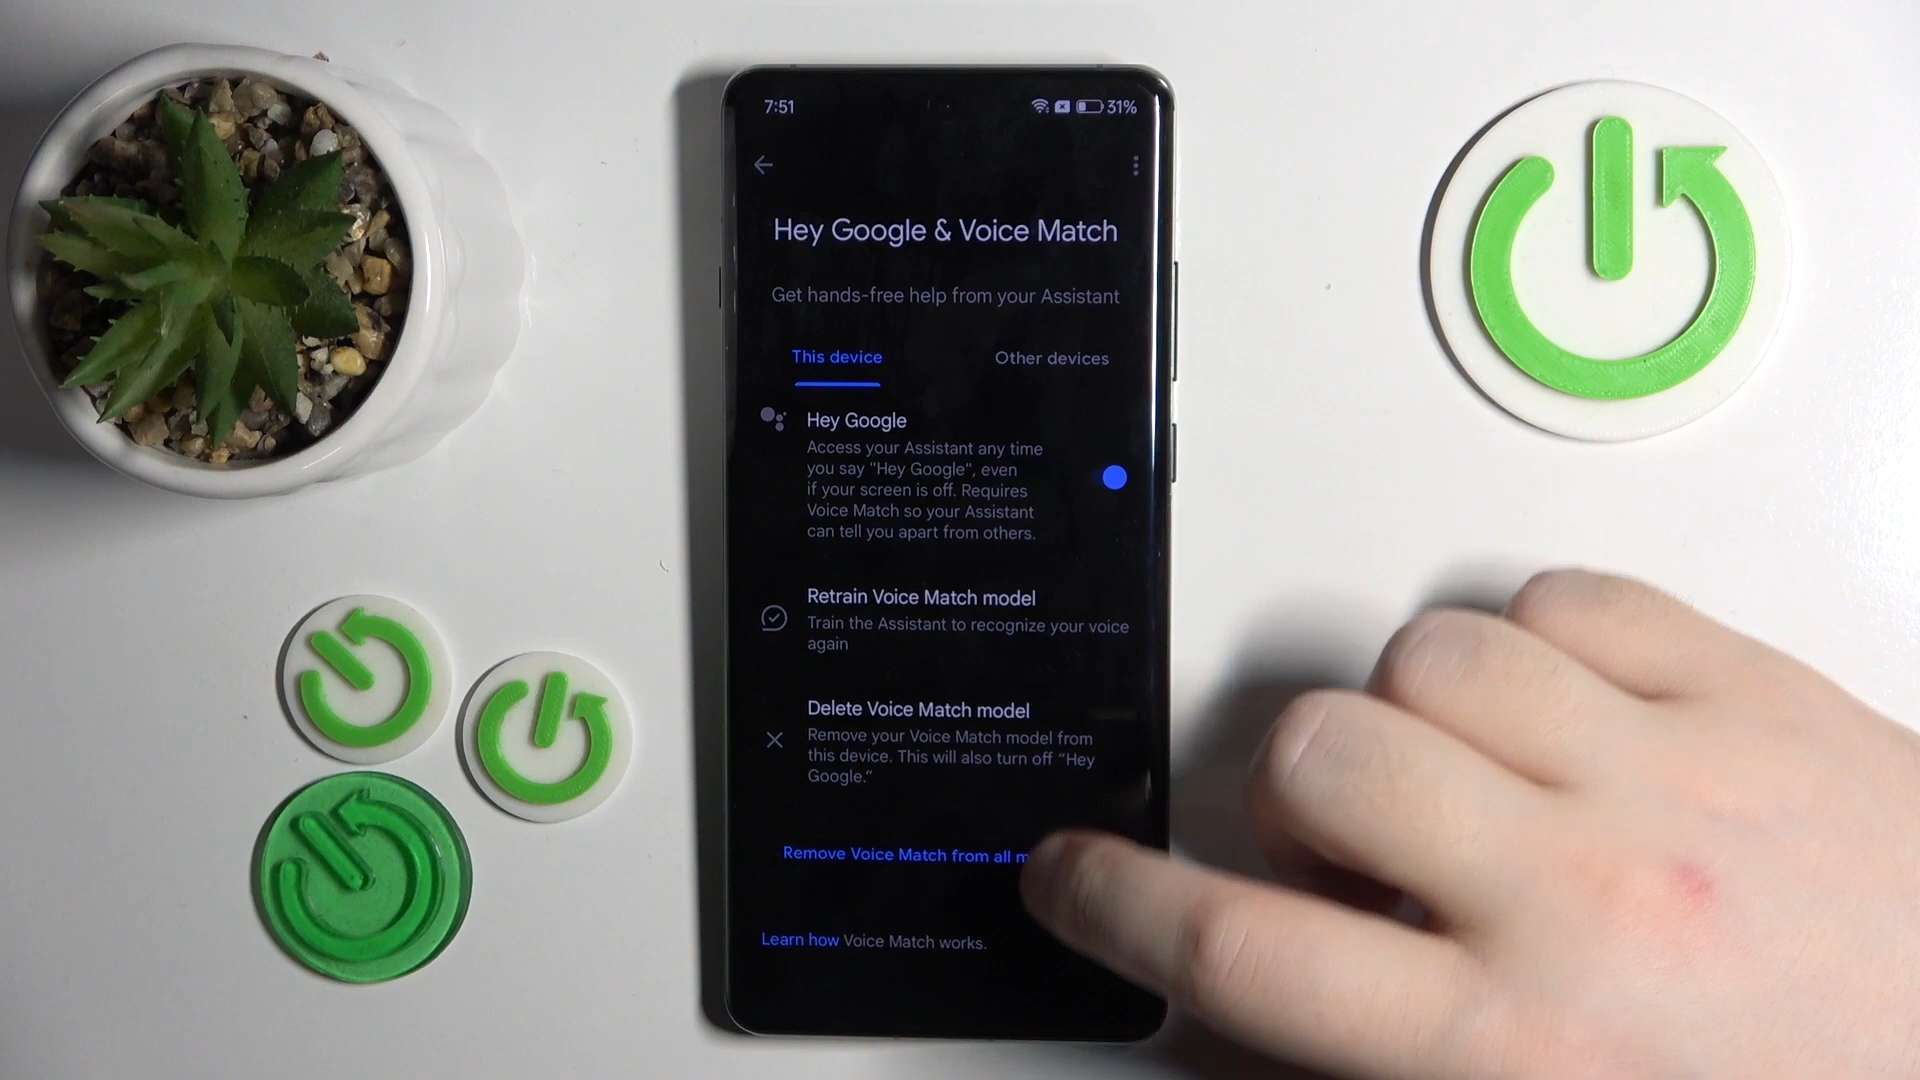 7:51 31%
Hey Google & Voice Match
Get hands-free help from your Assistant
This device Other devices
Hey Google
Access your Assistant any time
you say "Hey Google", even
if your screen is off. Requires
Voice Match so your Assistant
can tell you apart from others.
Retrain Voice Match model
Train the Assistant to recognize your voice
again
Delete Voice Match model
Remove your Voice Match model from
this device. This will also turn off “Hey
Google.”
Remove Voice Match from all
Learn how Voice Match works.